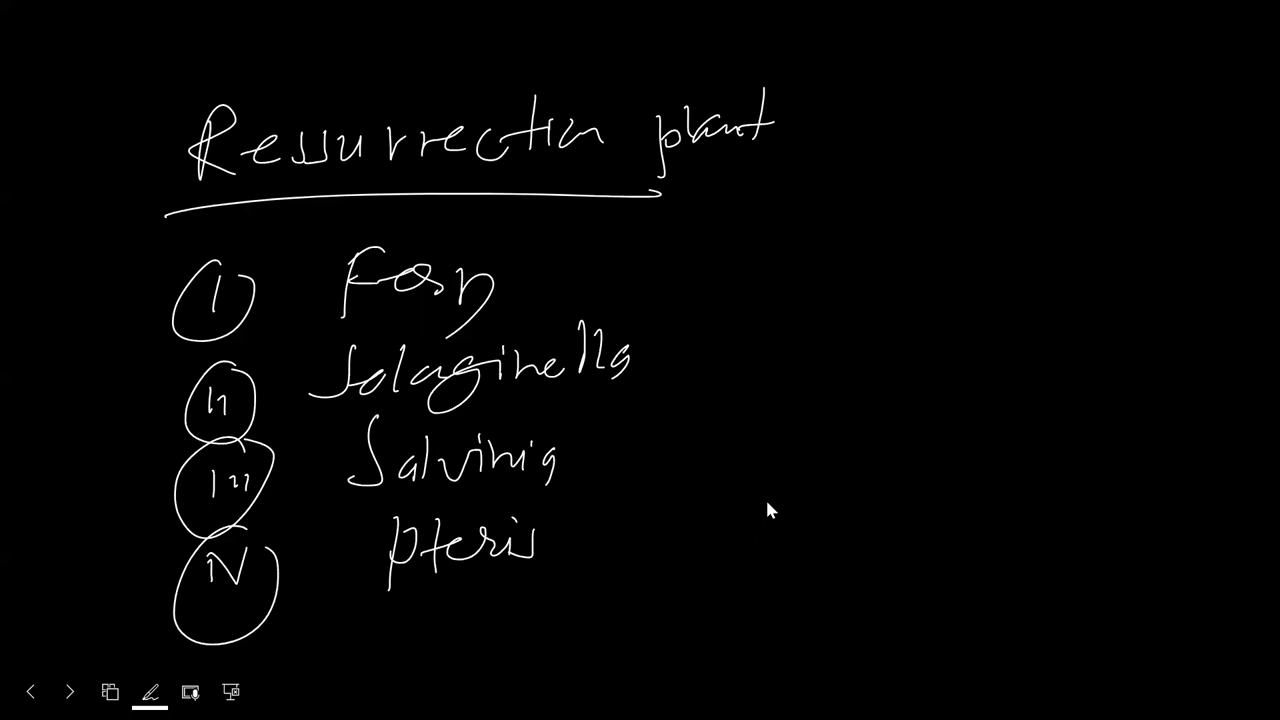 Ressurrection plant
I Fern
II Selaginella
III Salvinia
IV Pteris